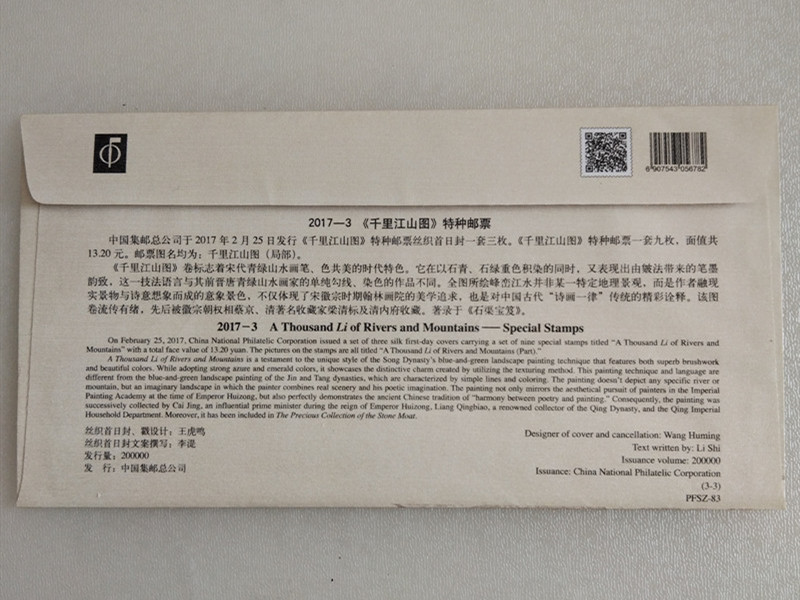 6 907543 056782
2017—3 《千里江山图》特种邮票
中国集邮总公司于 2017 年 2 月 25 日发行《千里江山图》特种邮票丝织首日封一套三枚。《千里江山图》特种邮票一套九枚，面值共
13.20 元。邮票图名均为：千里江山图（局部）。
《千里江山图》卷标志着宋代青绿山水画笔、色共美的时代特色。它在以石青、石绿重色积染的同时，又表现出由皴法带来的笔墨
韵致，这一技法语言与其前晋唐青绿山水画家的单纯勾线、染色的作品不同。全图所绘峰峦江水并非某一特定地理景观，而是作者融现
实景物与诗意想象而成的意象景色，不仅体现了宋徽宗时期翰林画院的美学追求，也是对中国古代“诗画一律”传统的精彩诠释。该图
卷流传有绪，先后被徽宗朝权相蔡京、清著名收藏家梁清标及清内府收藏。著录于《石渠宝笈》。
2017－3 A Thousand Li of Rivers and Mountains — Special Stamps
On February 25, 2017, China National Philatelic Corporation issued a set of three silk first-day covers carrying a set of nine special stamps titled “A Thousand Li of Rivers and
Mountains” with a total face value of 13.20 yuan. The pictures on the stamps are all titled “A Thousand Li of Rivers and Mountains (Part).”
A Thousand Li of Rivers and Mountains is a testament to the unique style of the Song Dynasty's blue-and-green landscape painting technique that features both superb brushwork
and beautiful colors. While adopting strong azure and emerald colors, it showcases the distinctive charm created by utilizing the texturing method. This painting technique and language are
different from the blue-and-green landscape painting of the Jin and Tang dynasties, which are characterized by simple lines and coloring. The painting doesn't depict any specific river or
mountain, but an imaginary landscape in which the painter combines real scenery and his poetic imagination. The painting not only mirrors the aesthetical pursuit of painters in the Imperial
Painting Academy at the time of Emperor Huizong, but also perfectly demonstrates the ancient Chinese tradition of “harmony between poetry and painting.” Consequently, the painting was
successively collected by Cai Jing, an influential prime minister during the reign of Emperor Huizong, Liang Qingbiao, a renowned collector of the Qing Dynasty, and the Qing Imperial
Household Department. Moreover, it has been included in The Precious Collection of the Stone Moat.
丝织首日封、戳设计：王虎鸣
丝织首日封文案撰写：李湜
发行量：200000
发 行：中国集邮总公司
Designer of cover and cancellation: Wang Huming
Text written by: Li Shi
Issuance volume: 200000
Issuance: China National Philatelic Corporation
(3-3)
PFSZ-83